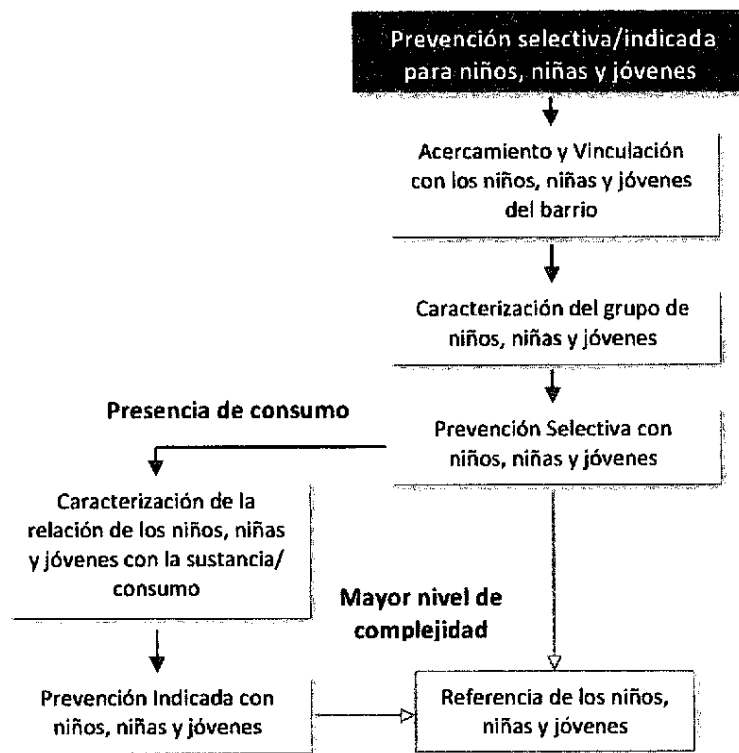 Prevención selectiva/indicada
para niños, niñas y jóvenes
Acercamiento y Vinculación
con los niños, niñas y jóvenes
del barrio
Caracterización del grupo de
niños, niñas y jóvenes
Presencia de consumo
Prevención Selectiva con
niños, niñas y jóvenes
Caracterización de la
relación de los niños, niñas
y jóvenes con la sustancia/
consumo
Mayor nivel de
complejidad
Prevención Indicada con
niños, niñas y jóvenes
Referencia de los niños,
niñas y jóvenes